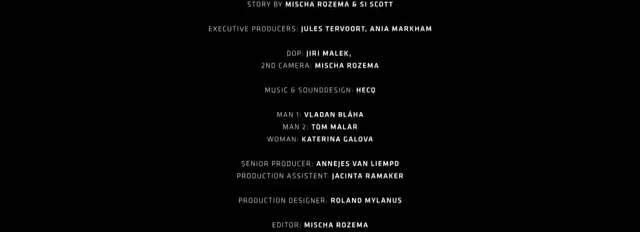 STORY BY MISCHA ROZEMA & SI SCOTT
EXECUTIVE PRODUCERS: JULES TERVOORT, ANIA MARKHAM
DOP: JIRI MALEK,
2ND CAMERA: MISCHA ROZEMA
MUSIC & SOUNDDESIGN: HECQ
MAN 1: VLADAN BLÁHA
MAN 2: TOM MALAR
WOMAN: KATERINA GALOVA
SENIOR PRODUCER: ANNEJES VAN LIEMPD
PRODUCTION ASSISTENT: JACINTA RAMAKER
PRODUCTION DESIGNER: ROLAND MYLANUS
EDITOR: MISCHA ROZEMA